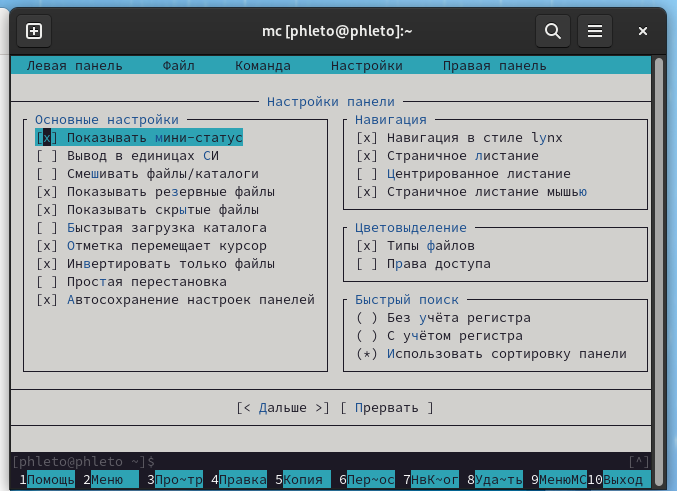 mc [phleto@phleto]:~
Левая панель Файл Команда Настройки Правая панель
Настройки панели
Основные настройки
[x] Показывать мини-статус
[ ] Вывод в единицах СИ
[ ] Смешивать файлы/каталоги
[x] Показывать резервные файлы
[x] Показывать скрытые файлы
[ ] Быстрая загрузка каталога
[x] Отметка перемещает курсор
[x] Инвертировать только файлы
[ ] Простая перестановка
[x] Автосохранение настроек панелей
Навигация
[x] Навигация в стиле lynx
[x] Страничное листание
[ ] Центрированное листание
[x] Страничное листание мышью
Цветовыделение
[x] Типы файлов
[ ] Права доступа
Быстрый поиск
( ) Без учёта регистра
( ) С учётом регистра
(*) Использовать сортировку панели
[< Дальше >] [ Прервать ]
[phleto@phleto ~]$ [^]
1Помощь 2Меню 3Про~тр 4Правка 5Копия 6Пер~ос 7НвК~ог 8Уда~ть 9МенюМС 10Выход